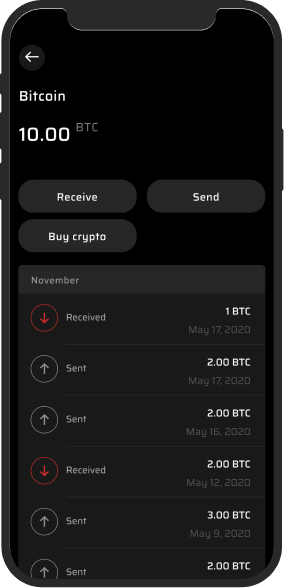 Bitcoin
10.00 BTC
Receive
Send
Buy crypto
November
Received
1 BTC
May 17, 2020
Sent
2.00 BTC
May 17, 2020
Sent
2.00 BTC
May 16, 2020
Received
2.00 BTC
May 12, 2020
Sent
3.00 BTC
May 9, 2020
Sent
2.00 BTC